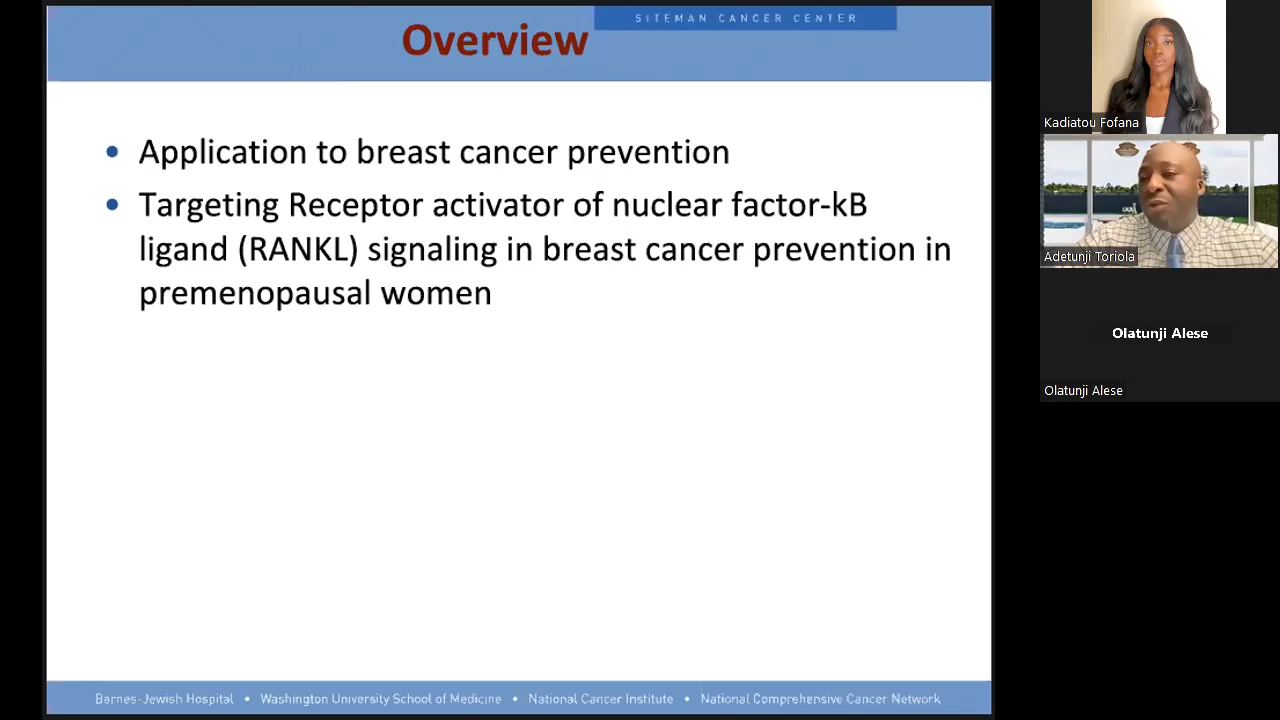 SITEMAN CANCER CENTER
Overview
• Application to breast cancer prevention
• Targeting Receptor activator of nuclear factor-kB
ligand (RANKL) signaling in breast cancer prevention in
premenopausal women
Barnes-Jewish Hospital • Washington University School of Medicine • National Cancer Institute • National Comprehensive Cancer Network
Kadiatou Fofana
Adetunji Toriola
Olatunji Alese
Olatunji Alese